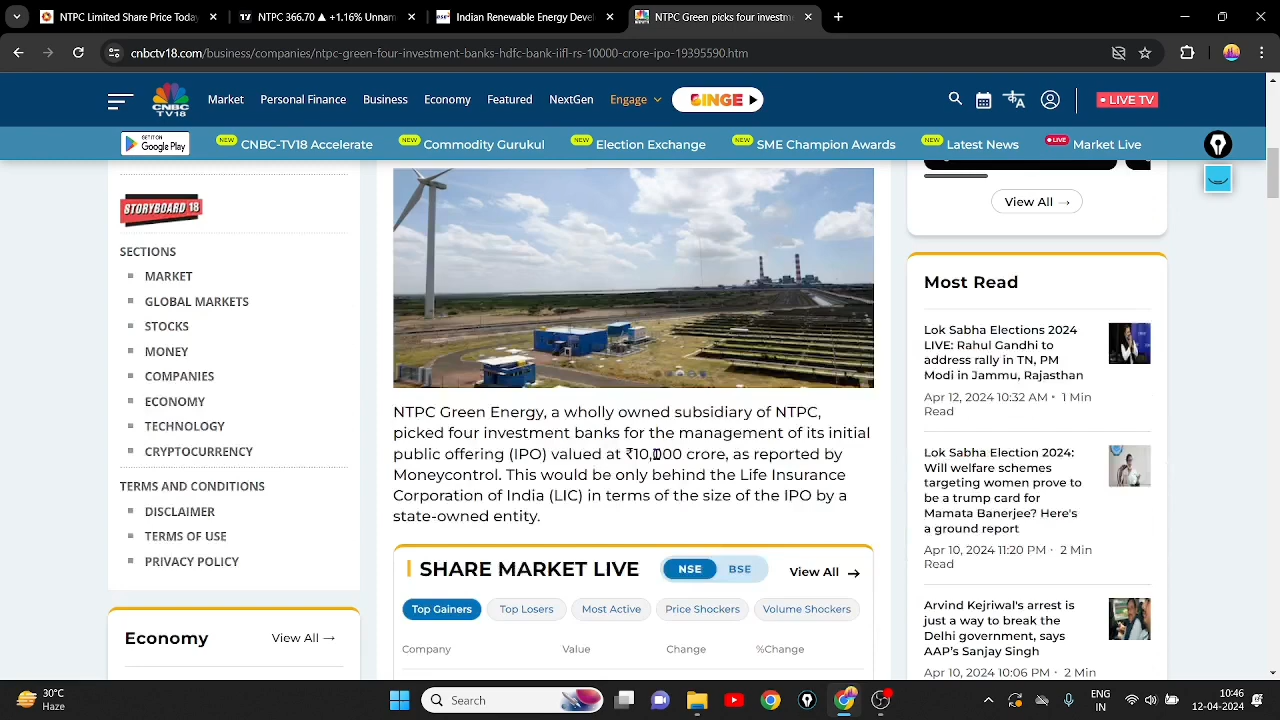 NTPC Limited Share Price Today
NTPC 366.70 ▲ +1.16% Unnam
Indian Renewable Energy Devel
NTPC Green picks four investme
cnbctv18.com/business/companies/ntpc-green-four-investment-banks-hdfc-bank-iifl-rs-10000-crore-ipo-19395590.htm
CNBC
TV18
Market
Personal Finance
Business
Economy
Featured
NextGen
Engage
BINGE
LIVE TV
GET IT ON
Google Play
NEW CNBC-TV18 Accelerate
NEW Commodity Gurukul
NEW Election Exchange
NEW SME Champion Awards
NEW Latest News
LIVE Market Live
STORYBOARD 18
SECTIONS
MARKET
GLOBAL MARKETS
STOCKS
MONEY
COMPANIES
ECONOMY
TECHNOLOGY
CRYPTOCURRENCY
TERMS AND CONDITIONS
DISCLAIMER
TERMS OF USE
PRIVACY POLICY
Economy
View All →
NTPC Green Energy, a wholly owned subsidiary of NTPC,
picked four investment banks for the management of its initial
public offering (IPO) valued at ₹10,000 crore, as reported by
Moneycontrol. This would be only behind the Life Insurance
Corporation of India (LIC) in terms of the size of the IPO by a
state-owned entity.
SHARE MARKET LIVE
NSE
BSE
View All →
Top Gainers
Top Losers
Most Active
Price Shockers
Volume Shockers
Company
Value
Change
%Change
View All →
Most Read
Lok Sabha Elections 2024
LIVE: Rahul Gandhi to
address rally in TN, PM
Modi in Jammu, Rajasthan
Apr 12, 2024 10:32 AM • 1 Min
Read
Lok Sabha Election 2024:
Will welfare schemes
targeting women prove to
be a trump card for
Mamata Banerjee? Here's
a ground report
Apr 10, 2024 11:20 PM • 2 Min
Read
Arvind Kejriwal's arrest is
just a way to break the
Delhi government, says
AAP's Sanjay Singh
Apr 10, 2024 10:06 PM • 2 Min
30°C
Haze
Search
ENG
IN
10:46
12-04-2024